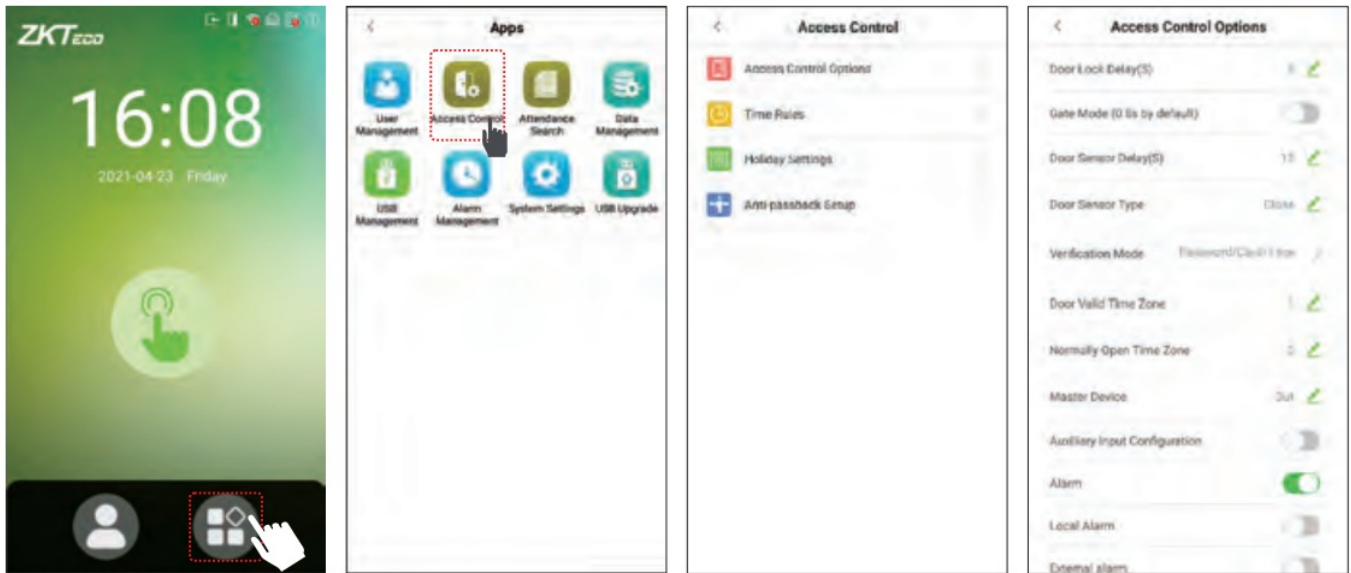 ZKTECO
16:08
2021-04-23 Friday
Apps
User Management
Access Control
Attendance Search
Data Management
USB Management
Alarm Management
System Settings
USB Upgrade
Access Control
Access Control Options
Time Rules
Holiday Settings
Anti-passback Setup
Access Control Options
Door Lock Delay(S)
Gate Mode (0.5s by default)
Door Sensor Delay(S) 15
Door Sensor Type Close
Verification Mode
Door Valid Time Zone 1
Normally Open Time Zone 0
Master Device Out
Auxiliary Input Configuration
Alarm
Local Alarm
External alarm